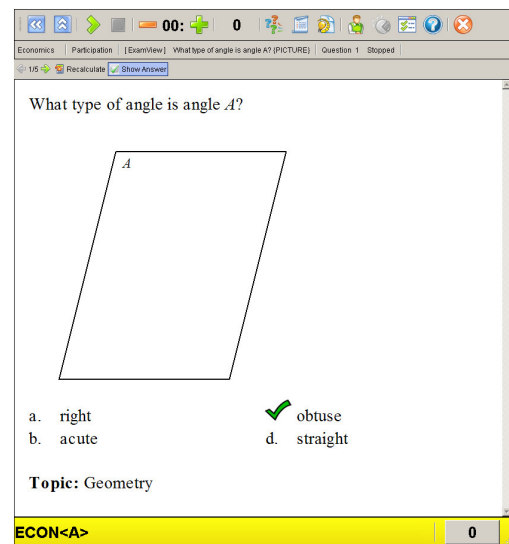 00: 0
Economics Participation [ExamView] What type of angle is angle A? {PICTURE} Question 1 Stopped
1/5 Recalculate Show Answer
What type of angle is angle A?
A
a. right obtuse
b. acute d. straight
Topic: Geometry
ECON<A> 0